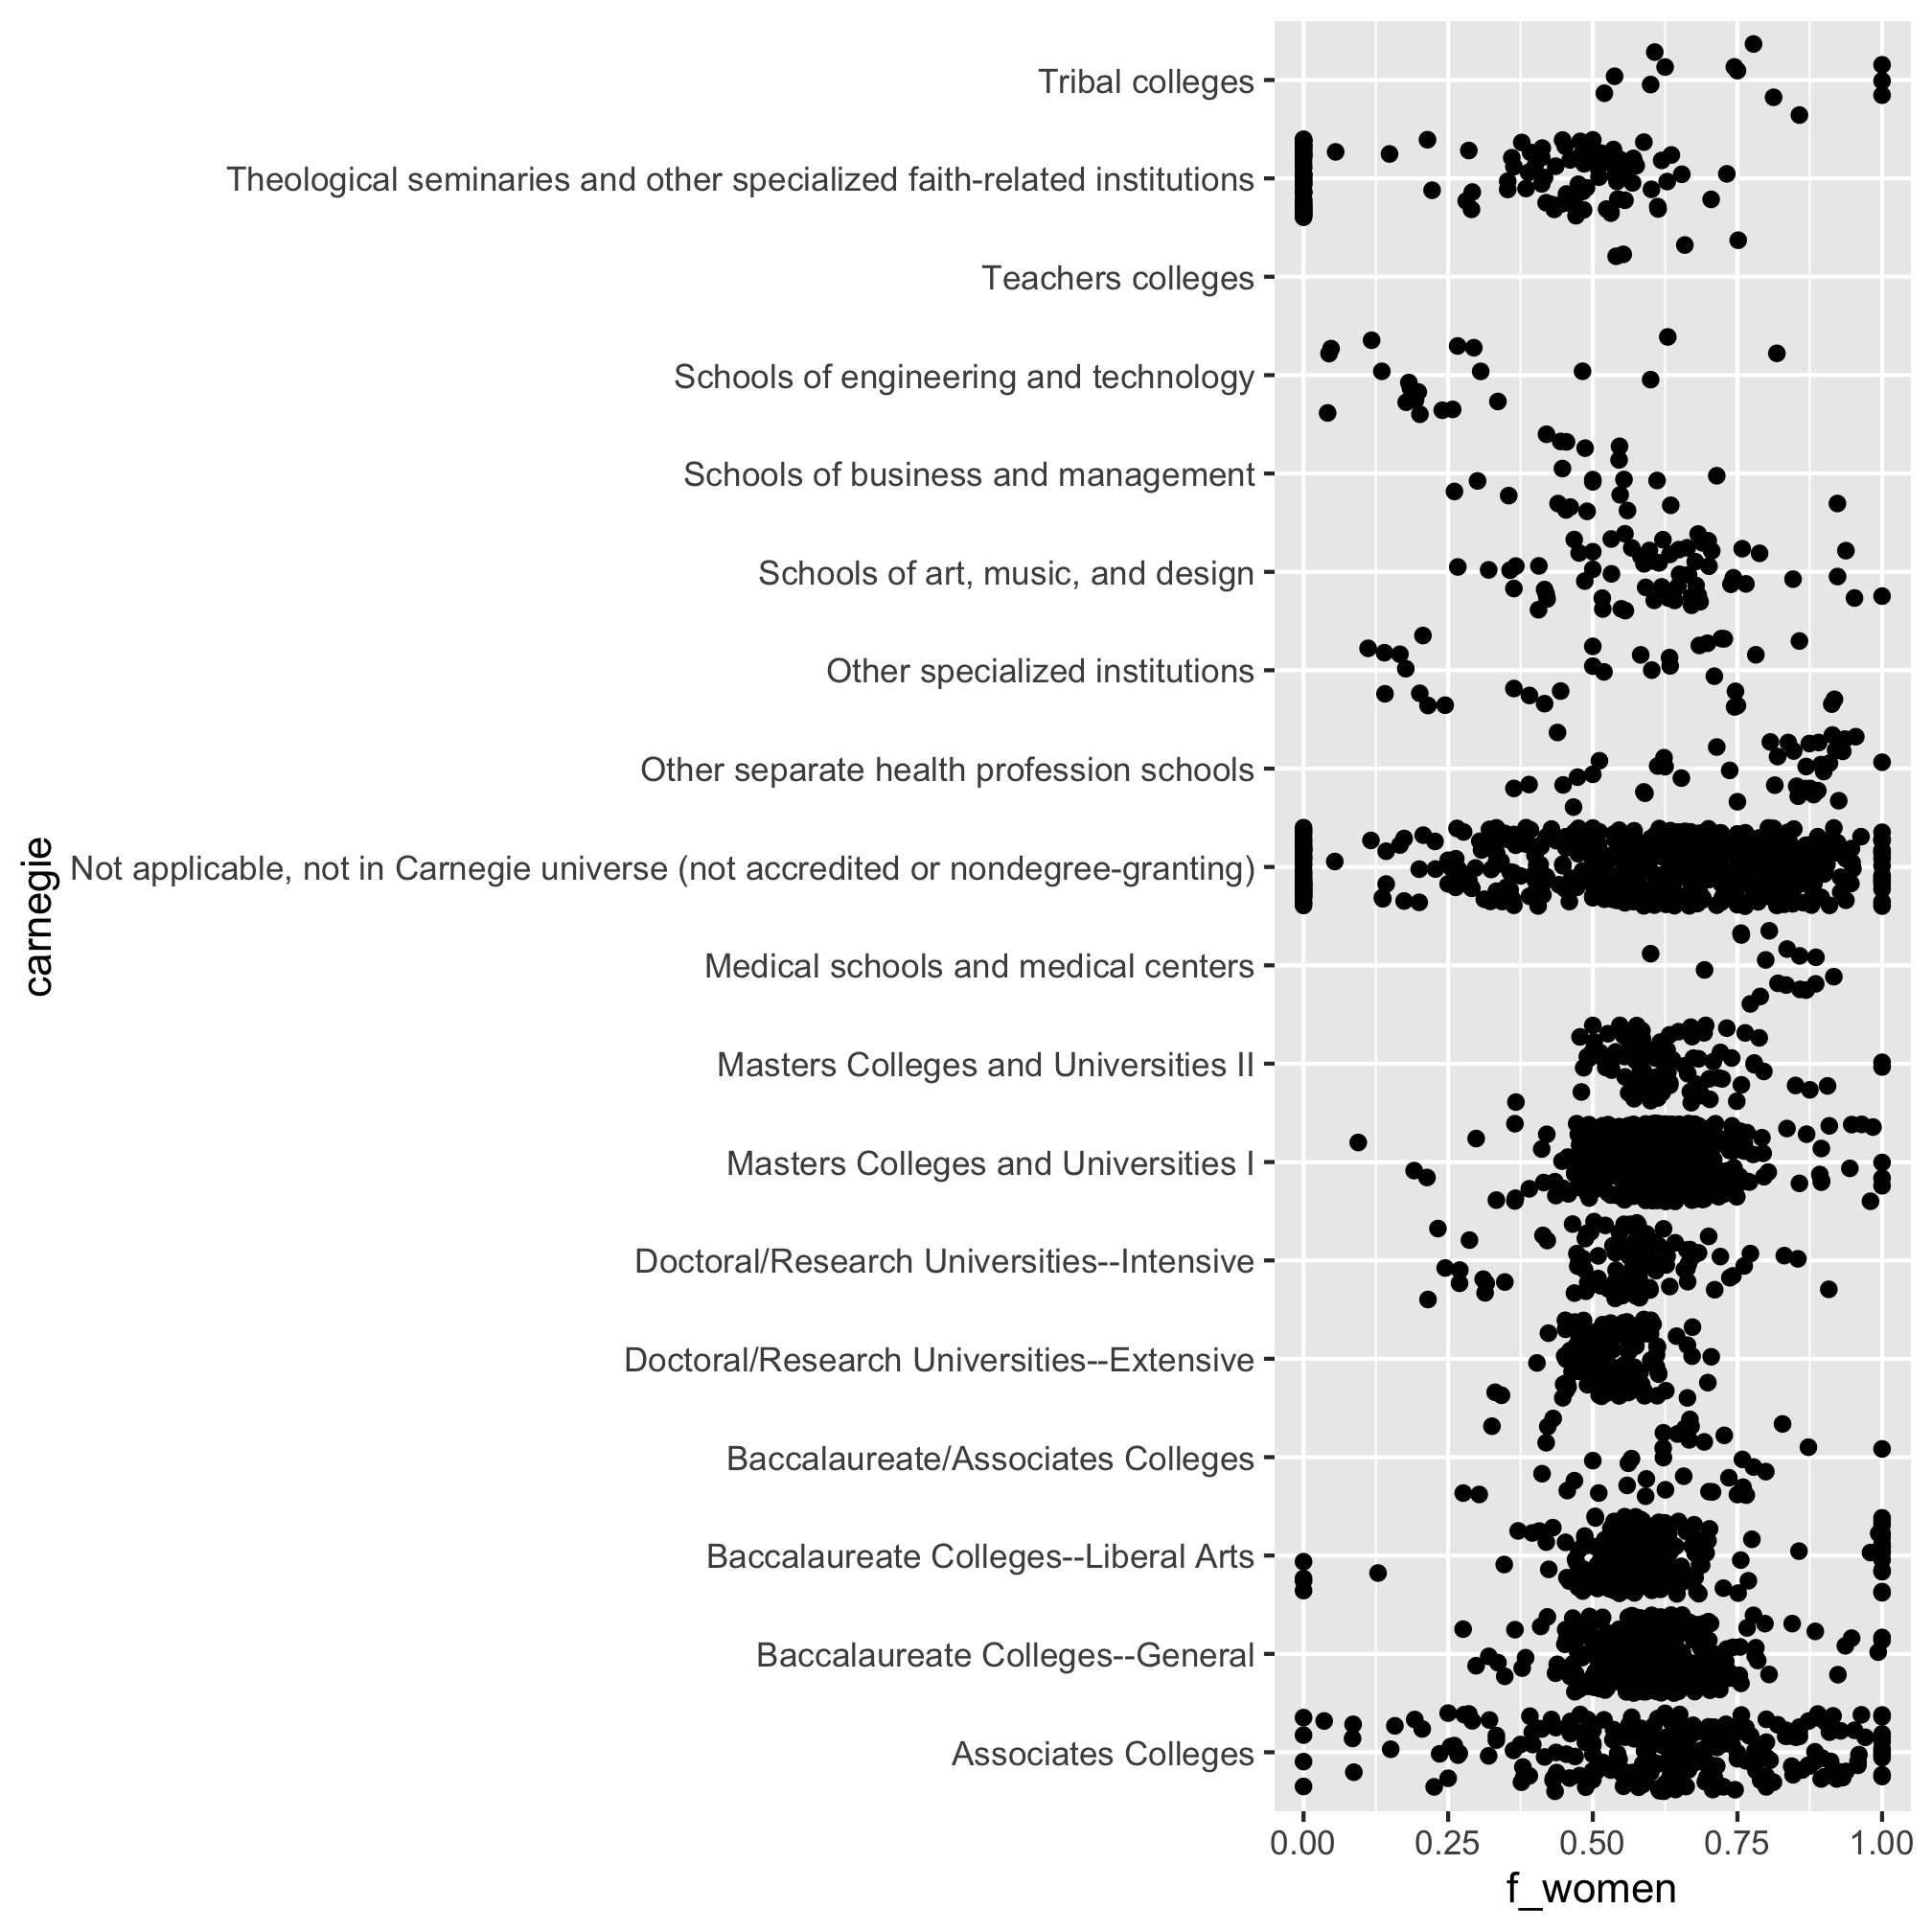 Tribal colleges
Theological seminaries and other specialized faith-related institutions
Teachers colleges
Schools of engineering and technology
Schools of business and management
Schools of art, music, and design
Other specialized institutions
Other separate health profession schools
Not applicable, not in Carnegie universe (not accredited or nondegree-granting)
Medical schools and medical centers
Masters Colleges and Universities II
Masters Colleges and Universities I
Doctoral/Research Universities--Intensive
Doctoral/Research Universities--Extensive
Baccalaureate/Associates Colleges
Baccalaureate Colleges--Liberal Arts
Baccalaureate Colleges--General
Associates Colleges
carnegie
0.00 0.25 0.50 0.75 1.00
f_women